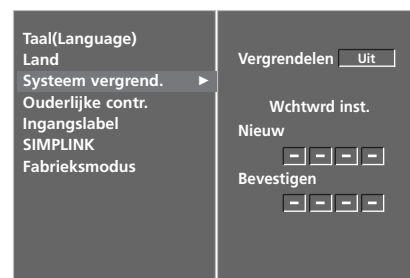 Taal(Language)
Land
Systeem vergrend. ►
Ouderlijke contr.
Ingangslabel
SIMPLINK
Fabrieksmodus
Vergrendelen Uit
Wchtwrd inst.
Nieuw
– – – –
Bevestigen
– – – –